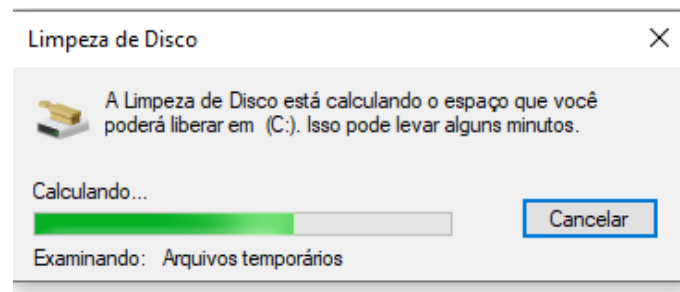 Limpeza de Disco
A Limpeza de Disco está calculando o espaço que você
poderá liberar em  (C:). Isso pode levar alguns minutos.
Calculando...
Cancelar
Examinando:   Arquivos temporários